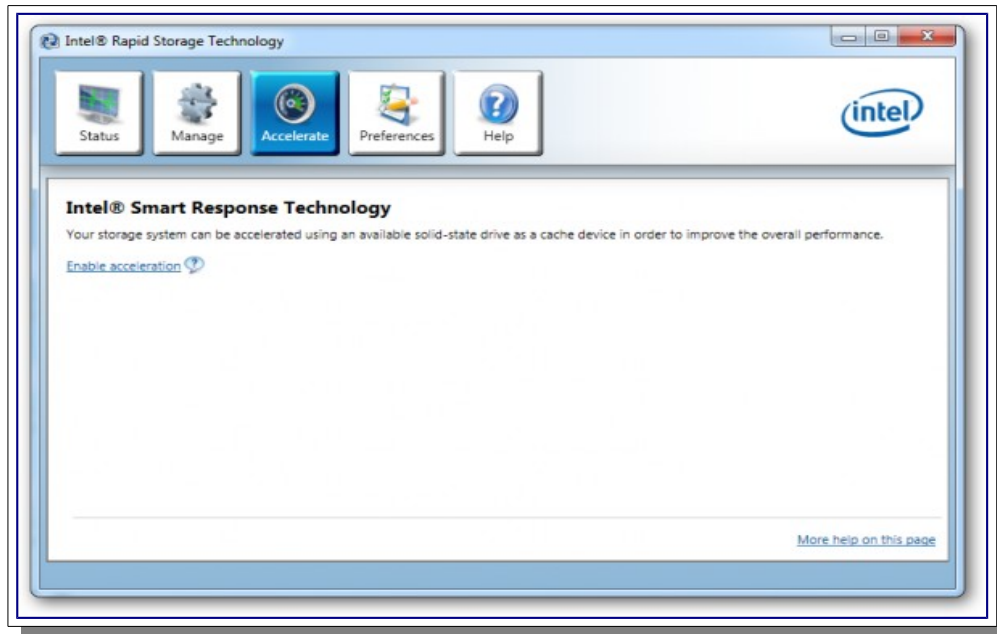 Intel® Rapid Storage Technology
Status
Manage
Accelerate
Preferences
Help
intel
Intel® Smart Response Technology
Your storage system can be accelerated using an available solid-state drive as a cache device in order to improve the overall performance.
Enable acceleration
More help on this page